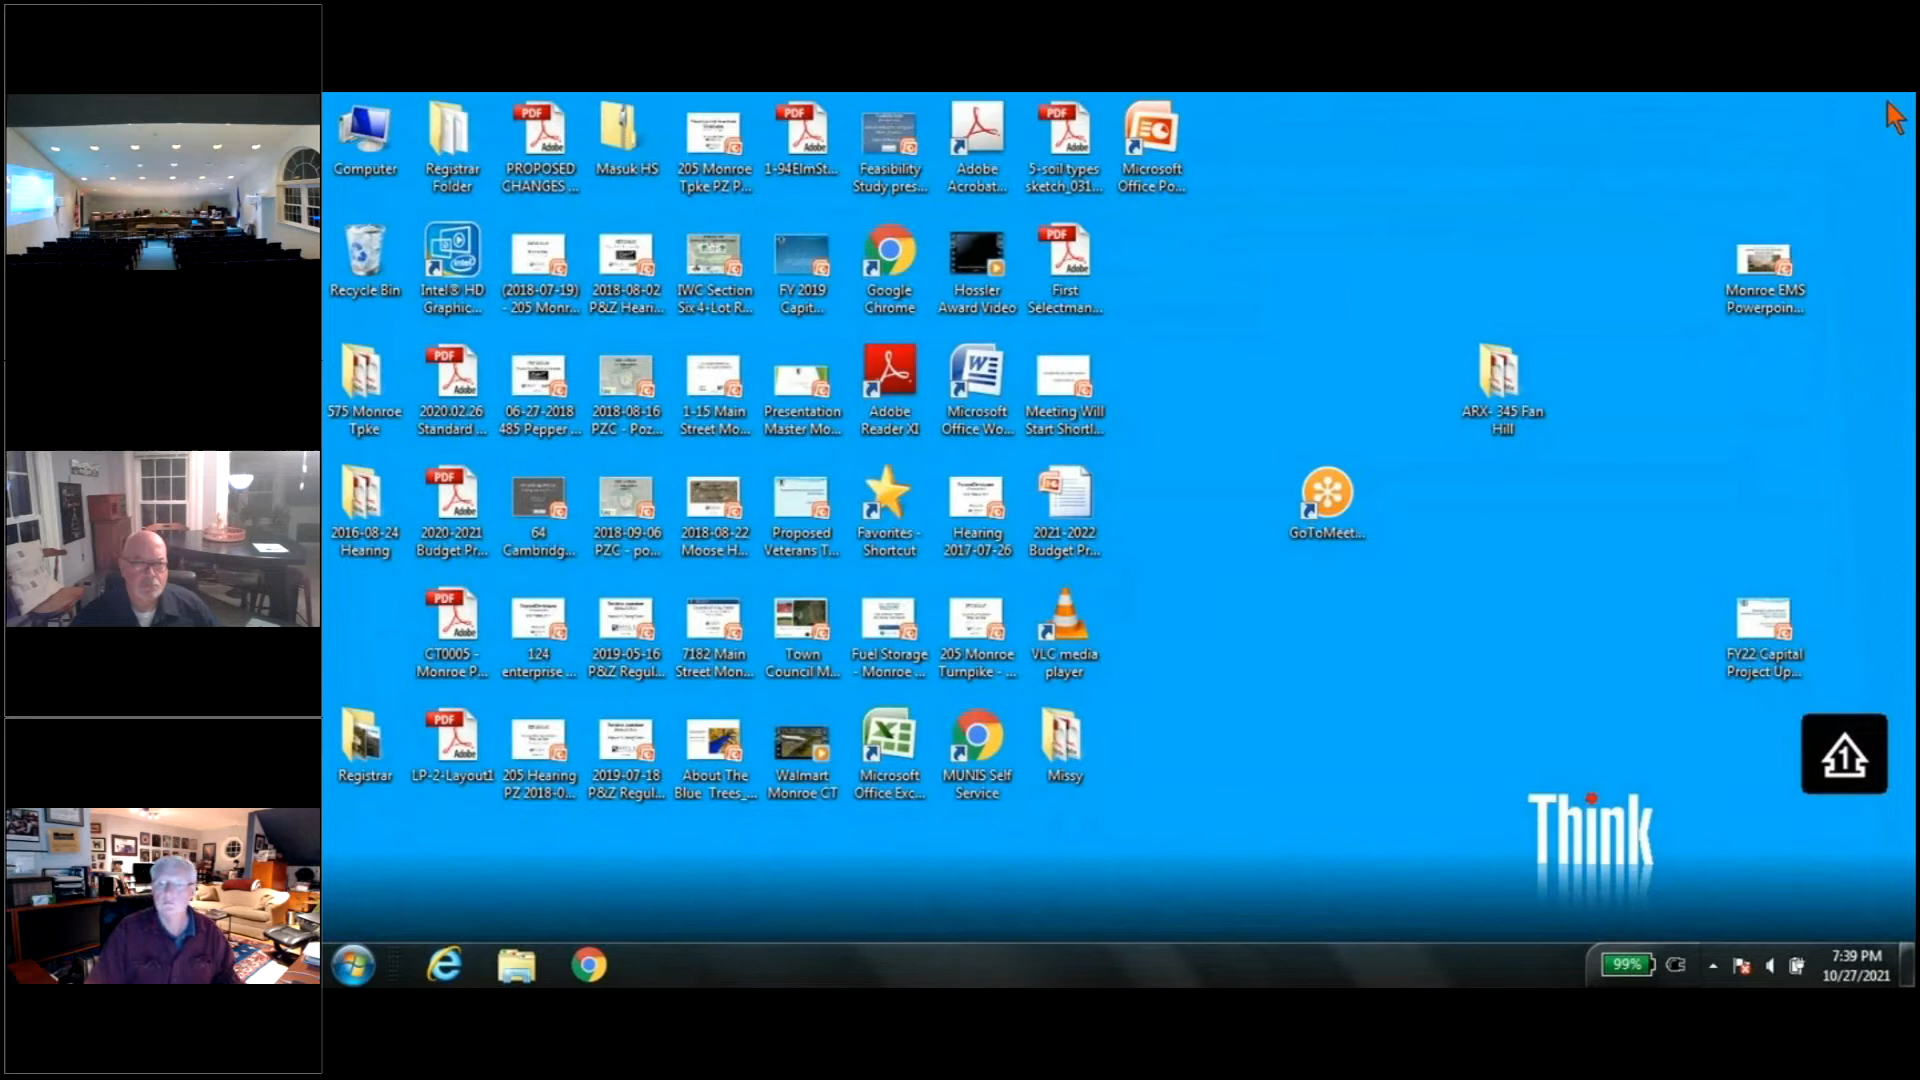 Computer
Registrar
Folder
PROPOSED
CHANGES ...
Masuk HS
205 Monroe
Tpke PZ P...
1-94ElmSt...
Feasibility
Study pres...
Adobe
Acrobat...
5-soil types
sketch_031...
Microsoft
Office Po...
Recycle Bin
Intel® HD
Graphic...
(2018-07-19)
- 205 Monr...
2018-08-02
P&Z Heari...
IWC Section
Six 4-Lot R...
FY 2019
Capit...
Google
Chrome
Hossler
Award Video
First
Selectman...
Monroe EMS
Powerpoin...
575 Monroe
Tpke
2020.02.26
Standard ...
06-27-2018
485 Pepper ...
2018-08-16
PZC - Poz...
1-15 Main
Street Mo...
Presentation
Master Mo...
Adobe
Reader XI
Microsoft
Office Wo...
Meeting Will
Start Shortl...
ARX- 345 Fan
Hill
2016-08-24
Hearing
2020-2021
Budget Pr...
64
Cambridg...
2018-09-06
PZC - po...
2018-08-22
Moose H...
Proposed
Veterans T...
Favorites -
Shortcut
Hearing
2017-07-26
2021-2022
Budget Pr...
GoToMeet...
CT0005 -
Monroe P...
124
enterprise ...
2019-05-16
P&Z Regul...
7182 Main
Street Mon...
Town
Council M...
Fuel Storage
- Monroe ...
205 Monroe
Turnpike - ...
VLC media
player
FY22 Capital
Project Up...
Registrar
LP-2-Layout1
205 Hearing
PZ 2018-0...
2019-07-18
P&Z Regul...
About The
Blue Trees_...
Walmart
Monroe CT
Microsoft
Office Exc...
MUNIS Self
Service
Missy
1
Think
99%
7:39 PM
10/27/2021